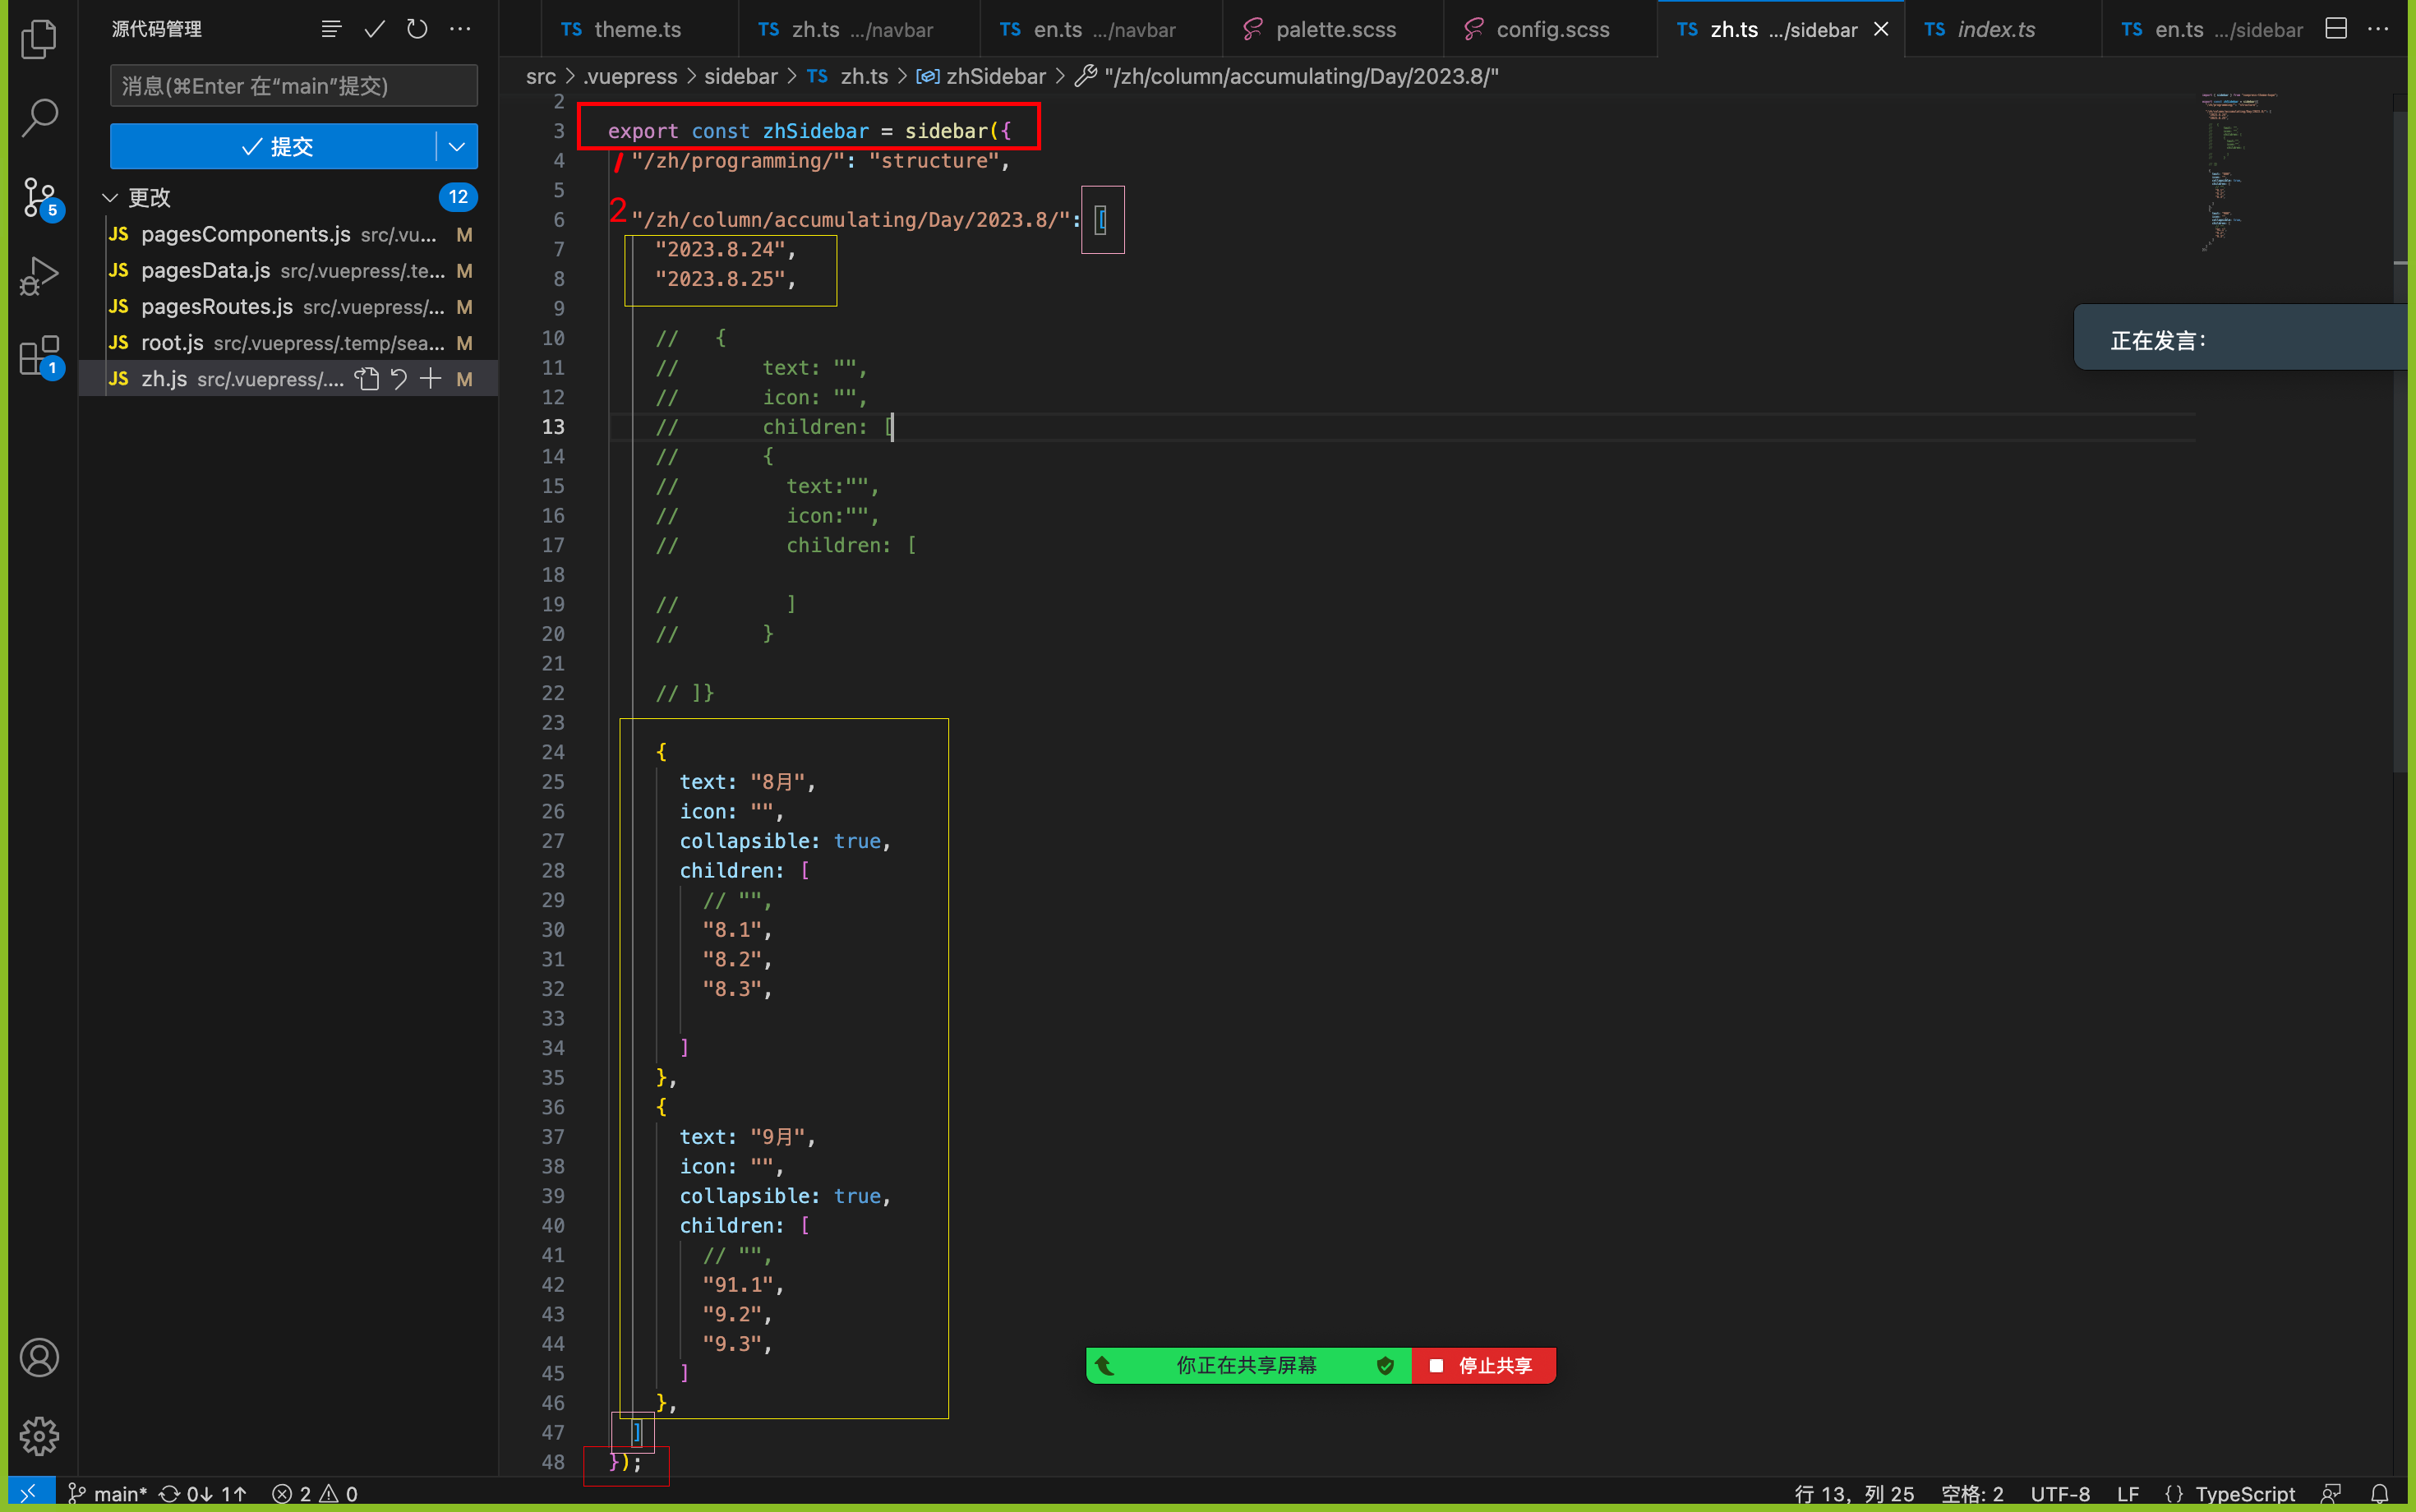 源代码管理
消息(⌘Enter 在“main”提交)
提交
更改 12
JS pagesComponents.js src/.vu... M
JS pagesData.js src/.vuepress/.te... M
JS pagesRoutes.js src/.vuepress/... M
JS root.js src/.vuepress/.temp/sea... M
JS zh.js src/.vuepress/.... M
5
1
TS theme.ts
TS zh.ts .../navbar
TS en.ts .../navbar
palette.scss
config.scss
TS zh.ts .../sidebar
TS index.ts
TS en.ts .../sidebar
src > .vuepress > sidebar > TS zh.ts > zhSidebar > "/zh/column/accumulating/Day/2023.8/"
2
3 export const zhSidebar = sidebar({
4 "/zh/programming/": "structure",
5
2
6 "/zh/column/accumulating/Day/2023.8/": [
7 "2023.8.24",
8 "2023.8.25",
9
10 // {
11 // text: "",
12 // icon: "",
13 // children: [
14 // {
15 // text:"",
16 // icon:"",
17 // children: [
18
19 // ]
20 // }
21
22 // ]}
23
24 {
25 text: "8月",
26 icon: "",
27 collapsible: true,
28 children: [
29 // "",
30 "8.1",
31 "8.2",
32 "8.3",
33
34 ]
35 },
36 {
37 text: "9月",
38 icon: "",
39 collapsible: true,
40 children: [
41 // "",
42 "91.1",
43 "9.2",
44 "9.3",
45 ]
46 },
47 ]
48 });
正在发言:
你正在共享屏幕
停止共享
main* 0↓ 1↑ 2 0
行 13，列 25 空格: 2 UTF-8 LF {} TypeScript